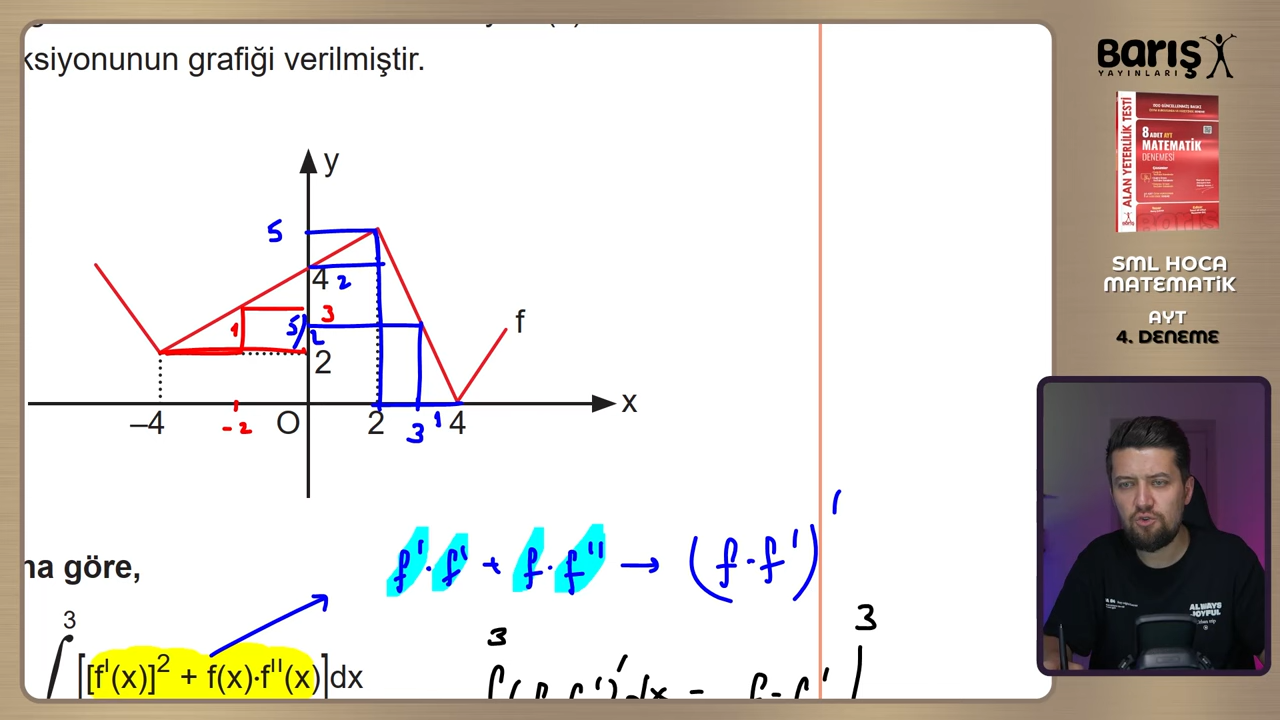 ksiyonunun grafiği verilmiştir.
y
5
4
2
3
1
5/2
2
f
x
–4
-2
O
2
3
1
4
f'·f' + f·f'' → (f·f')'
na göre,
3
∫[[f'(x)]² + f(x)·f''(x)]dx
3
∫(f·f')'dx = f·f' |
3
BARIŞ
YAYINLARI
ALAN YETERLİLİK TESTİ
8 ADET AYT
MATEMATİK
DENEMESİ
SML HOCA
MATEMATİK
AYT
4. DENEME
ALWAYS
JOYFUL